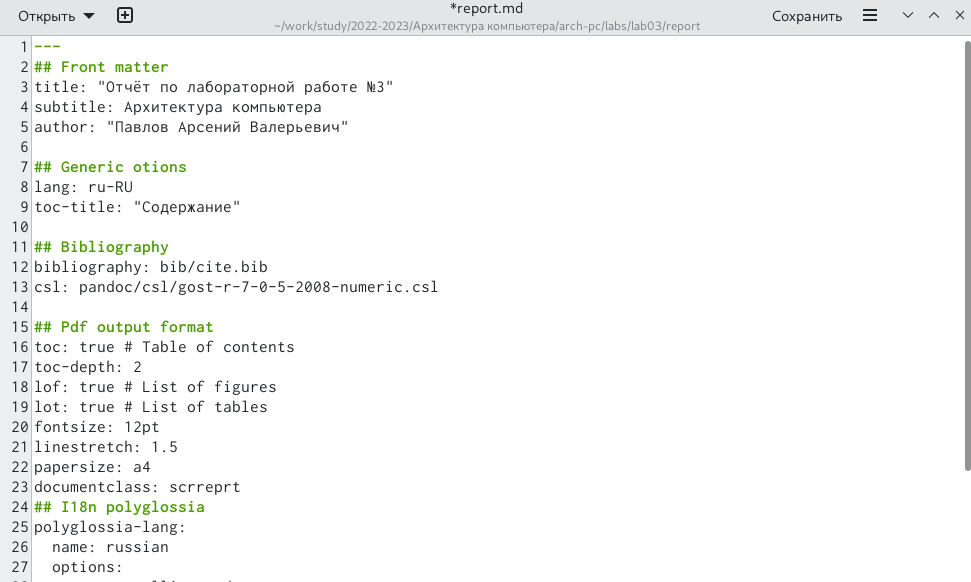 Открыть
*report.md
~/work/study/2022-2023/Архитектура компьютера/arch-pc/labs/lab03/report
Сохранить
1 ---
2 ## Front matter
3 title: "Отчёт по лабораторной работе №3"
4 subtitle: Архитектура компьютера
5 author: "Павлов Арсений Валерьевич"
6
7 ## Generic otions
8 lang: ru-RU
9 toc-title: "Содержание"
10
11 ## Bibliography
12 bibliography: bib/cite.bib
13 csl: pandoc/csl/gost-r-7-0-5-2008-numeric.csl
14
15 ## Pdf output format
16 toc: true # Table of contents
17 toc-depth: 2
18 lof: true # List of figures
19 lot: true # List of tables
20 fontsize: 12pt
21 linestretch: 1.5
22 papersize: a4
23 documentclass: scrreprt
24 ## I18n polyglossia
25 polyglossia-lang:
26   name: russian
27   options: